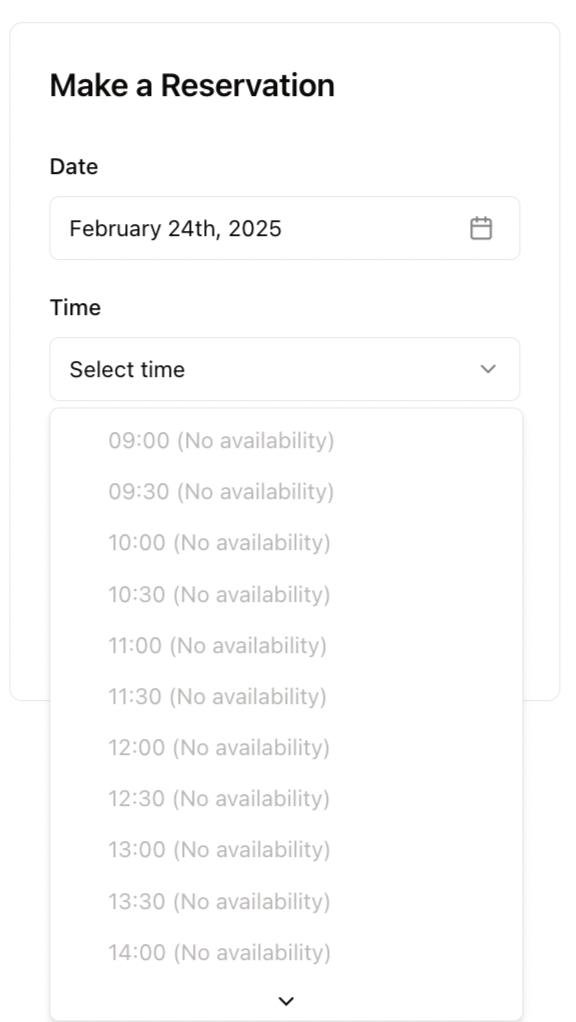 Make a Reservation
Date
February 24th, 2025
Time
Select time
09:00 (No availability)
09:30 (No availability)
10:00 (No availability)
10:30 (No availability)
11:00 (No availability)
11:30 (No availability)
12:00 (No availability)
12:30 (No availability)
13:00 (No availability)
13:30 (No availability)
14:00 (No availability)